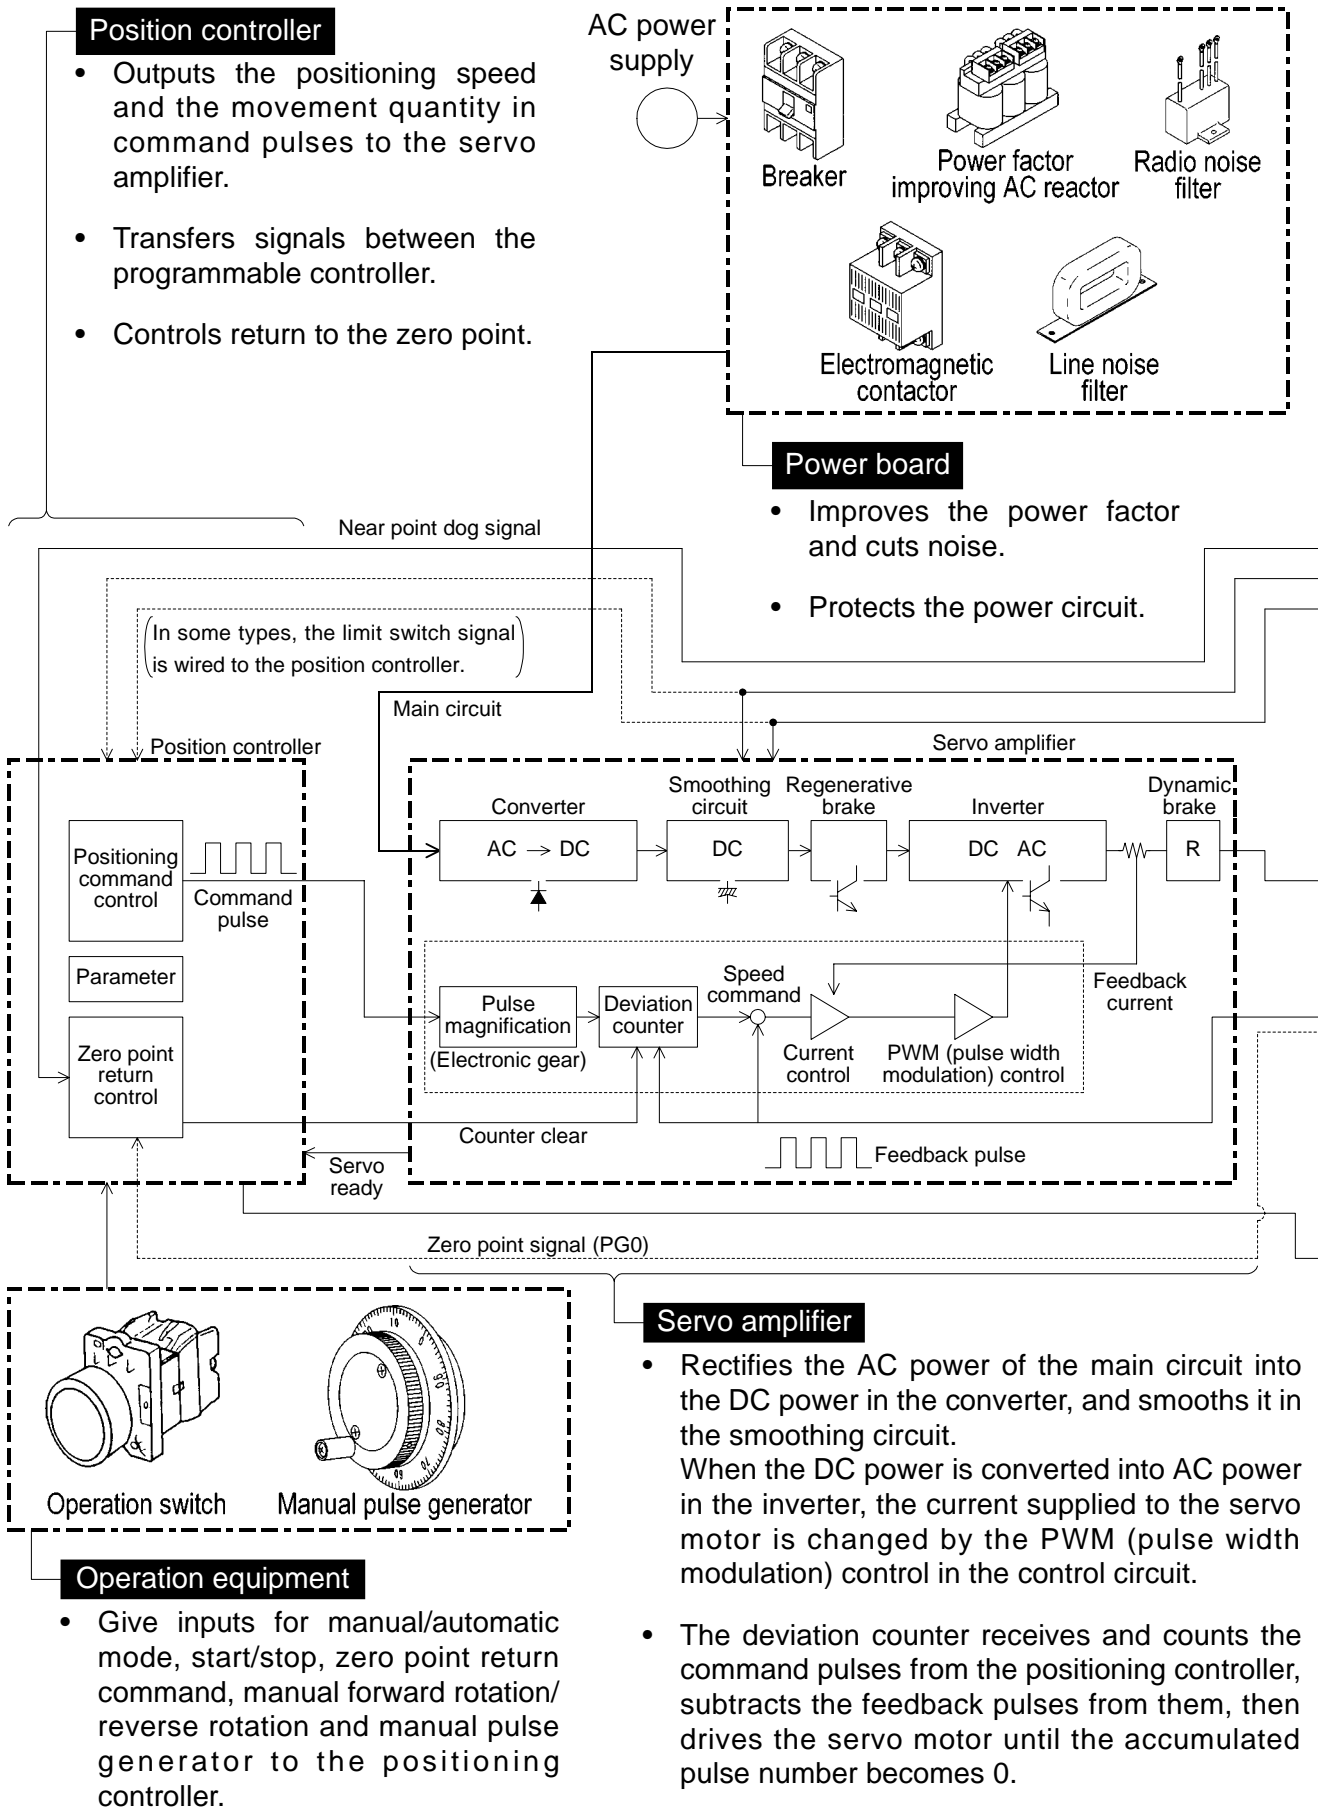 Position controller
• Outputs the positioning speed
and the movement quantity in
command pulses to the servo
amplifier.
• Transfers signals between the
programmable controller.
• Controls return to the zero point.
AC power
supply
Breaker
Power factor
improving AC reactor
Radio noise
filter
Electromagnetic
contactor
Line noise
filter
Power board
• Improves the power factor
and cuts noise.
• Protects the power circuit.
Near point dog signal
(In some types, the limit switch signal
is wired to the position controller.)
Main circuit
Position controller
Positioning
command
control
Command
pulse
Parameter
Zero point
return
control
Servo amplifier
Converter
AC → DC
Smoothing
circuit
DC
Regenerative
brake
Inverter
DC AC
Dynamic
brake
R
Pulse
magnification
(Electronic gear)
Deviation
counter
Speed
command
Current
control
PWM (pulse width
modulation) control
Feedback
current
Counter clear
Feedback pulse
Servo
ready
Zero point signal (PG0)
Operation switch
Manual pulse generator
Operation equipment
• Give inputs for manual/automatic
mode, start/stop, zero point return
command, manual forward rotation/
reverse rotation and manual pulse
generator to the positioning
controller.
Servo amplifier
• Rectifies the AC power of the main circuit into
the DC power in the converter, and smooths it in
the smoothing circuit.
When the DC power is converted into AC power
in the inverter, the current supplied to the servo
motor is changed by the PWM (pulse width
modulation) control in the control circuit.
• The deviation counter receives and counts the
command pulses from the positioning controller,
subtracts the feedback pulses from them, then
drives the servo motor until the accumulated
pulse number becomes 0.